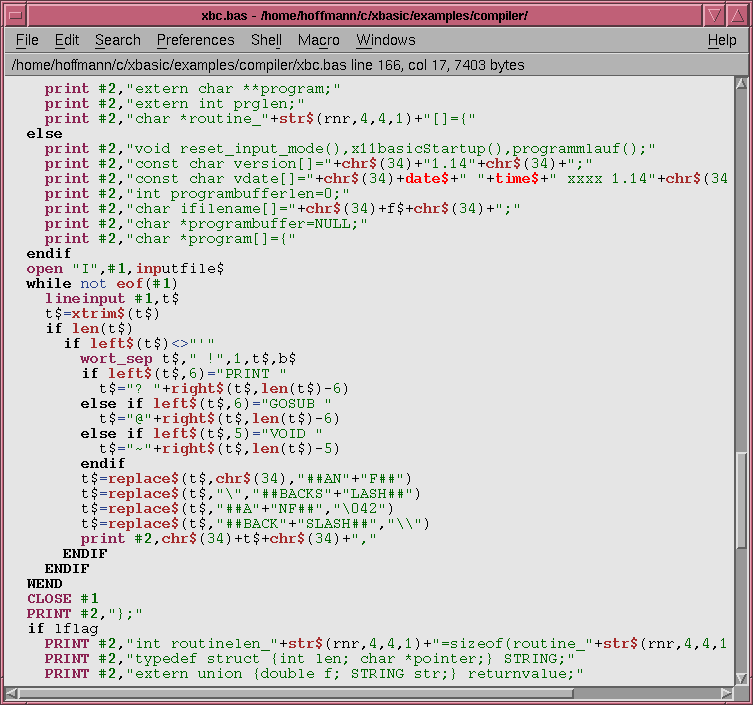 xbc.bas - /home/hoffmann/c/xbasic/examples/compiler/
File Edit Search Preferences Shell Macro Windows Help
/home/hoffmann/c/xbasic/examples/compiler/xbc.bas line 166, col 17, 7403 bytes
print #2,"extern char **program;"
print #2,"extern int prglen;"
print #2,"char *routine_"+str$(rnr,4,4,1)+"[]={"
else
print #2,"void reset_input_mode(),x11basicStartup(),programmlauf();"
print #2,"const char version[]="+chr$(34)+"1.14"+chr$(34)+";"
print #2,"const char vdate[]="+chr$(34)+date$+" "+time$+" xxxx 1.14"+chr$(34
print #2,"int programbufferlen=0;"
print #2,"char ifilename[]="+chr$(34)+f$+chr$(34)+";"
print #2,"char *programbuffer=NULL;"
print #2,"char *program[]={"
endif
open "I",#1,inputfile$
while not eof(#1)
lineinput #1,t$
t$=xtrim$(t$)
if len(t$)
if left$(t$)<>"'"
wort_sep t$," !",1,t$,b$
if left$(t$,6)="PRINT "
t$="? "+right$(t$,len(t$)-6)
else if left$(t$,6)="GOSUB "
t$="@"+right$(t$,len(t$)-6)
else if left$(t$,5)="VOID "
t$="~"+right$(t$,len(t$)-5)
endif
t$=replace$(t$,chr$(34),"##AN"+"F##")
t$=replace$(t$,"\","##BACKS"+"LASH##")
t$=replace$(t$,"##A"+"NF##","\042")
t$=replace$(t$,"##BACK"+"SLASH##","\\")
print #2,chr$(34)+t$+chr$(34)+","
ENDIF
ENDIF
WEND
CLOSE #1
PRINT #2,"};"
if lflag
PRINT #2,"int routinelen_"+str$(rnr,4,4,1)+"=sizeof(routine_"+str$(rnr,4,4,1
PRINT #2,"typedef struct {int len; char *pointer;} STRING;"
PRINT #2,"extern union {double f; STRING str;} returnvalue;"